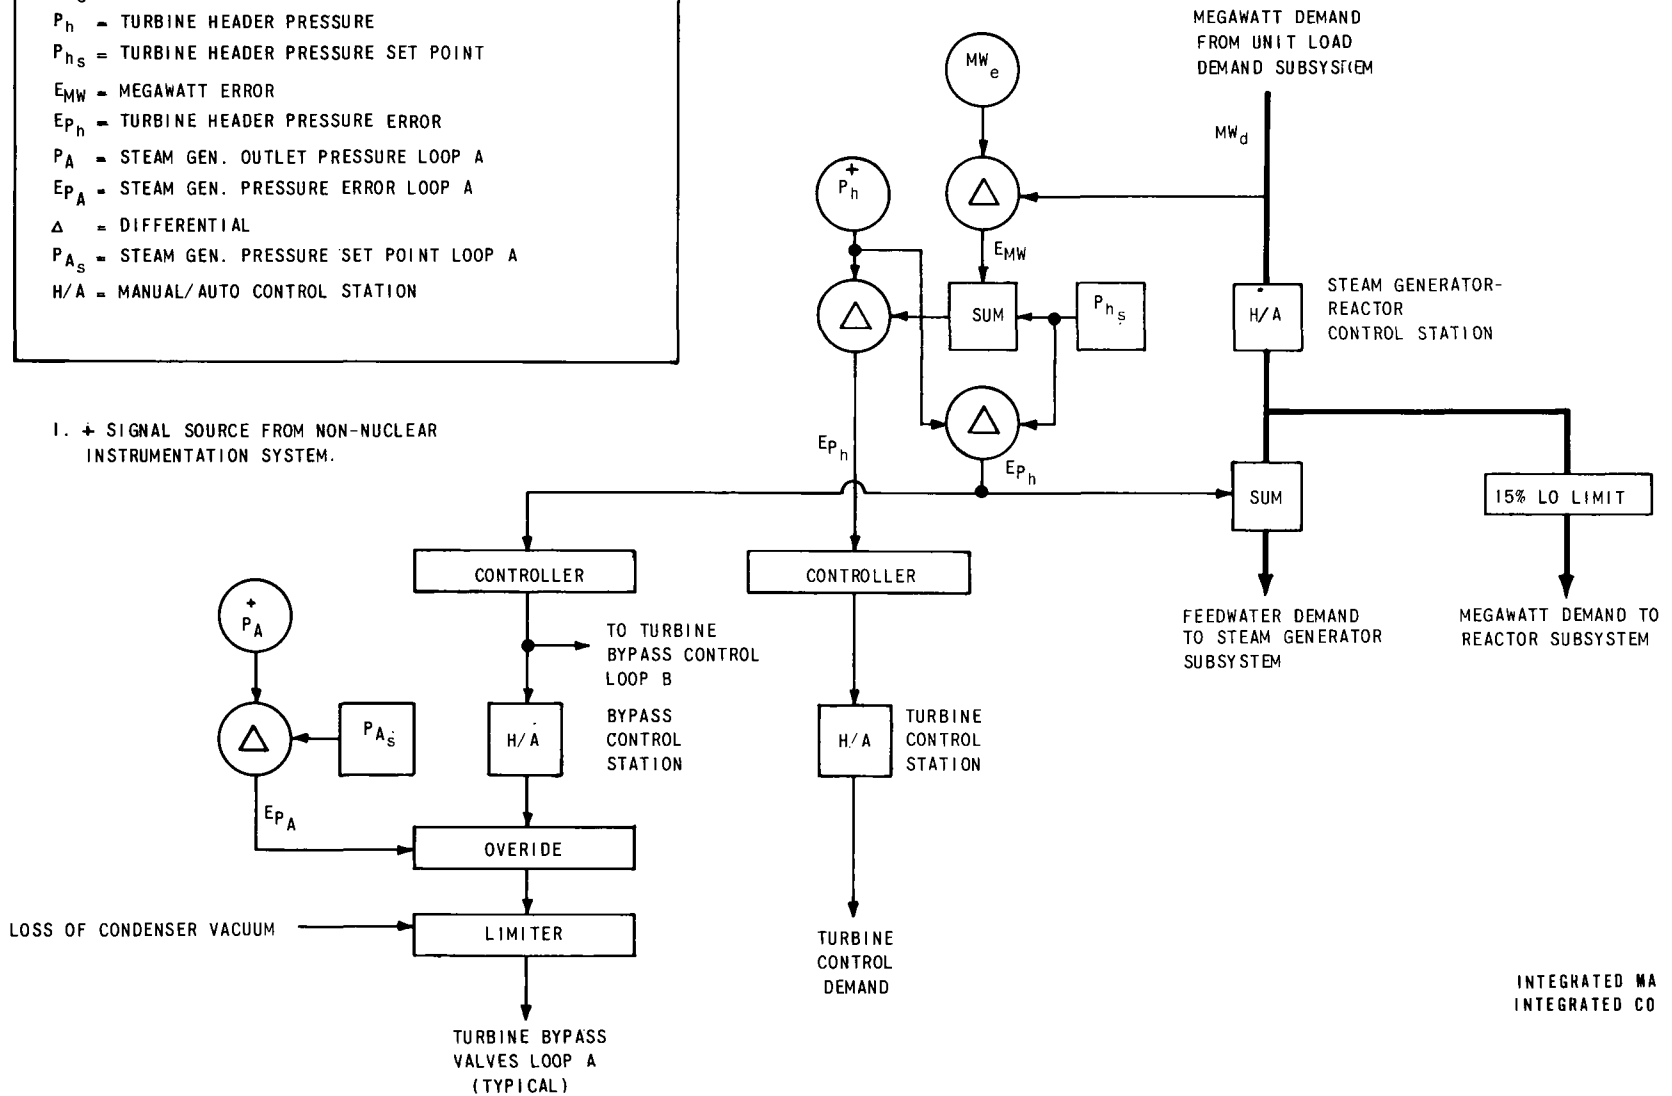 Ph = TURBINE HEADER PRESSURE
Phs = TURBINE HEADER PRESSURE SET POINT
EMW = MEGAWATT ERROR
EPh = TURBINE HEADER PRESSURE ERROR
PA = STEAM GEN. OUTLET PRESSURE LOOP A
EPA = STEAM GEN. PRESSURE ERROR LOOP A
Δ = DIFFERENTIAL
PAs = STEAM GEN. PRESSURE SET POINT LOOP A
H/A = MANUAL/AUTO CONTROL STATION
1. + SIGNAL SOURCE FROM NON-NUCLEAR
INSTRUMENTATION SYSTEM.
MEGAWATT DEMAND
FROM UNIT LOAD
DEMAND SUBSYSTEM
MWe
MWd
+
Ph
Δ
EMW
Δ
SUM
Phs
H/A
STEAM GENERATOR-
REACTOR
CONTROL STATION
Δ
EPh
EPh
SUM
15% LO LIMIT
CONTROLLER
CONTROLLER
FEEDWATER DEMAND
TO STEAM GENERATOR
SUBSYSTEM
MEGAWATT DEMAND TO
REACTOR SUBSYSTEM
+
PA
TO TURBINE
BYPASS CONTROL
LOOP B
Δ
PAs
H/A
BYPASS
CONTROL
STATION
H/A
TURBINE
CONTROL
STATION
EPA
OVERIDE
LOSS OF CONDENSER VACUUM
LIMITER
TURBINE
CONTROL
DEMAND
TURBINE BYPASS
VALVES LOOP A
(TYPICAL)
INTEGRATED MA
INTEGRATED CO